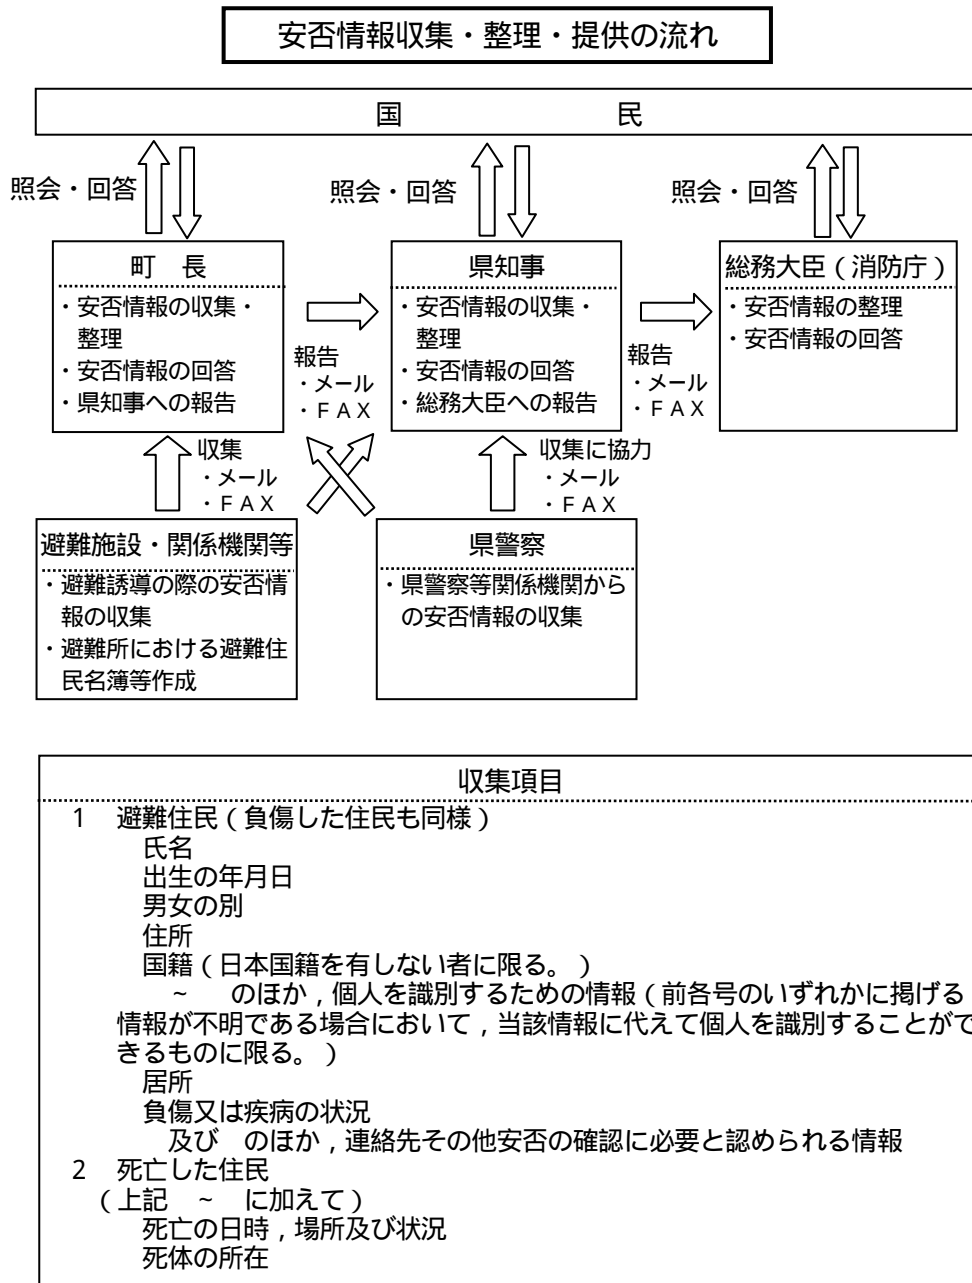 安否情報収集・整理・提供の流れ
国 民
照会・回答
照会・回答
照会・回答
町 長
・安否情報の収集・
整理
・安否情報の回答
・県知事への報告
報告
・メール
・ＦＡＸ
県知事
・安否情報の収集・
整理
・安否情報の回答
・総務大臣への報告
報告
・メール
・ＦＡＸ
総務大臣（消防庁）
・安否情報の整理
・安否情報の回答
収集
・メール
・ＦＡＸ
収集に協力
・メール
・ＦＡＸ
避難施設・関係機関等
・避難誘導の際の安否情
報の収集
・避難所における避難住
民名簿等作成
県警察
・県警察等関係機関から
の安否情報の収集
収集項目
1 避難住民（負傷した住民も同様）
氏名
出生の年月日
男女の別
住所
国籍（日本国籍を有しない者に限る。）
～ のほか，個人を識別するための情報（前各号のいずれかに掲げる
情報が不明である場合において，当該情報に代えて個人を識別することがで
きるものに限る。）
居所
負傷又は疾病の状況
及び のほか，連絡先その他安否の確認に必要と認められる情報
2 死亡した住民
（上記 ～ に加えて）
死亡の日時，場所及び状況
死体の所在